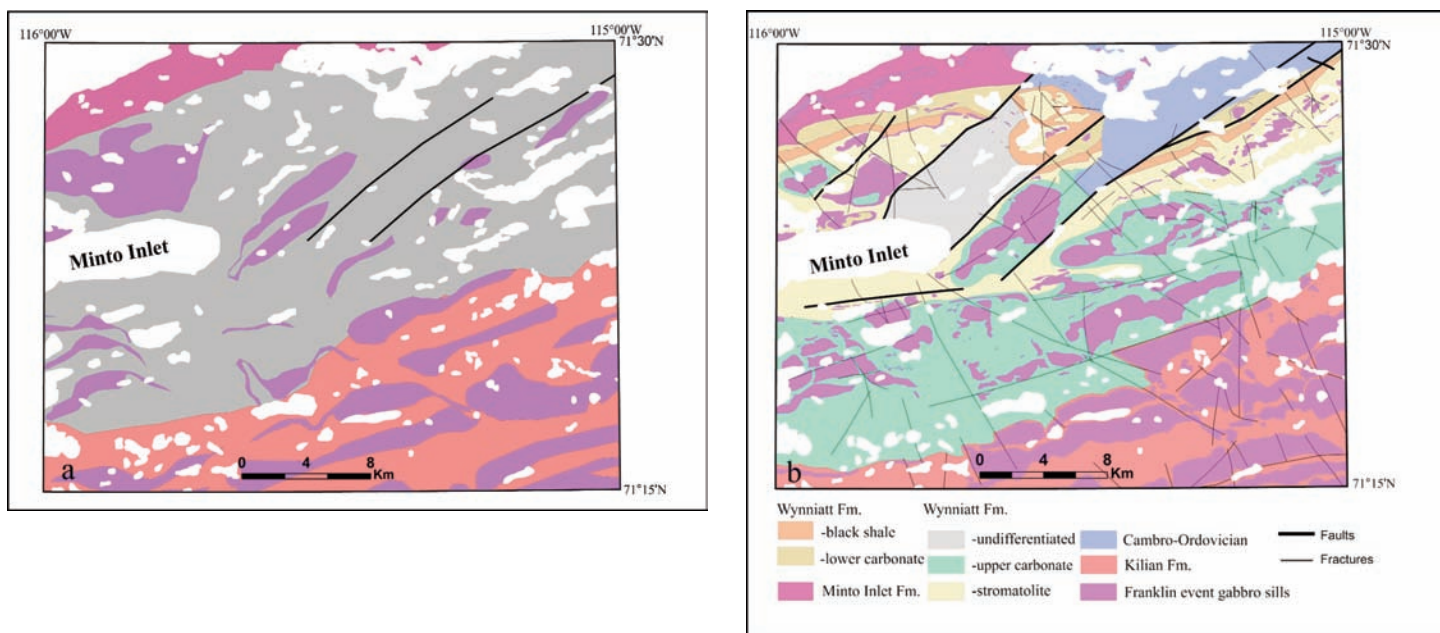 116°00'W
115°00'W
71°30'N
Minto Inlet
a
0 4 8
Km
71°15'N
116°00'W
115°00'W
71°30'N
Minto Inlet
b
0 4 8
Km
71°15'N
Wynniatt Fm.
-black shale
-lower carbonate
Minto Inlet Fm.
Wynniatt Fm.
-undifferentiated
-upper carbonate
-stromatolite
Cambro-Ordovician
Kilian Fm.
Franklin event gabbro sills
Faults
Fractures